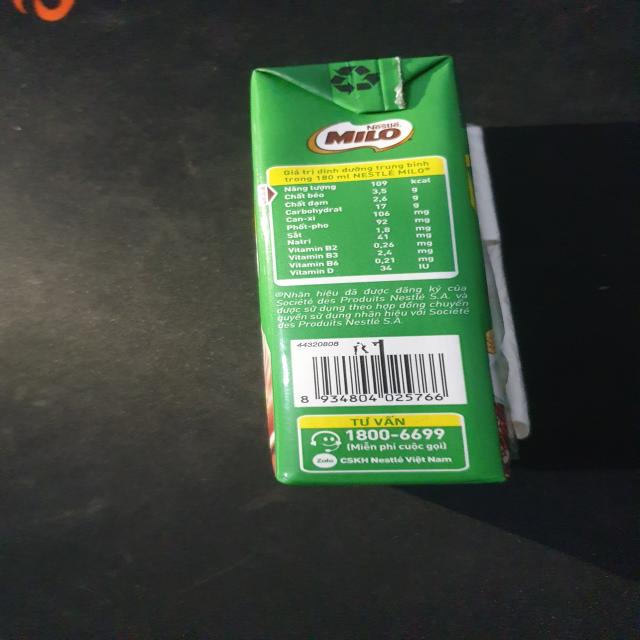 Nestlé.
MILO
Giá trị dinh dưỡng trung bình
trong 180 ml NESTLÉ MILO
Năng lượng 109 kcal
Chất béo 3,5 g
Chất đạm 2,6 g
Carbohydrat 17 g
Can-xi 106 mg
Phốt-pho 92 mg
Sắt 1,8 mg
Natri 41 mg
Vitamin B2 0,26 mg
Vitamin B3 2,4 mg
Vitamin B6 0,21 mg
Vitamin D 34 IU
®Nhãn hiệu đã được đăng ký của
Société des Produits Nestlé S.A. và
được sử dụng theo hợp đồng chuyển
quyền sử dụng nhãn hiệu với Société
des Produits Nestlé S.A.
44320808
8 934804 025766
TƯ VẤN
1800-6699
(Miễn phí cuộc gọi)
Zalo CSKH Nestlé Việt Nam